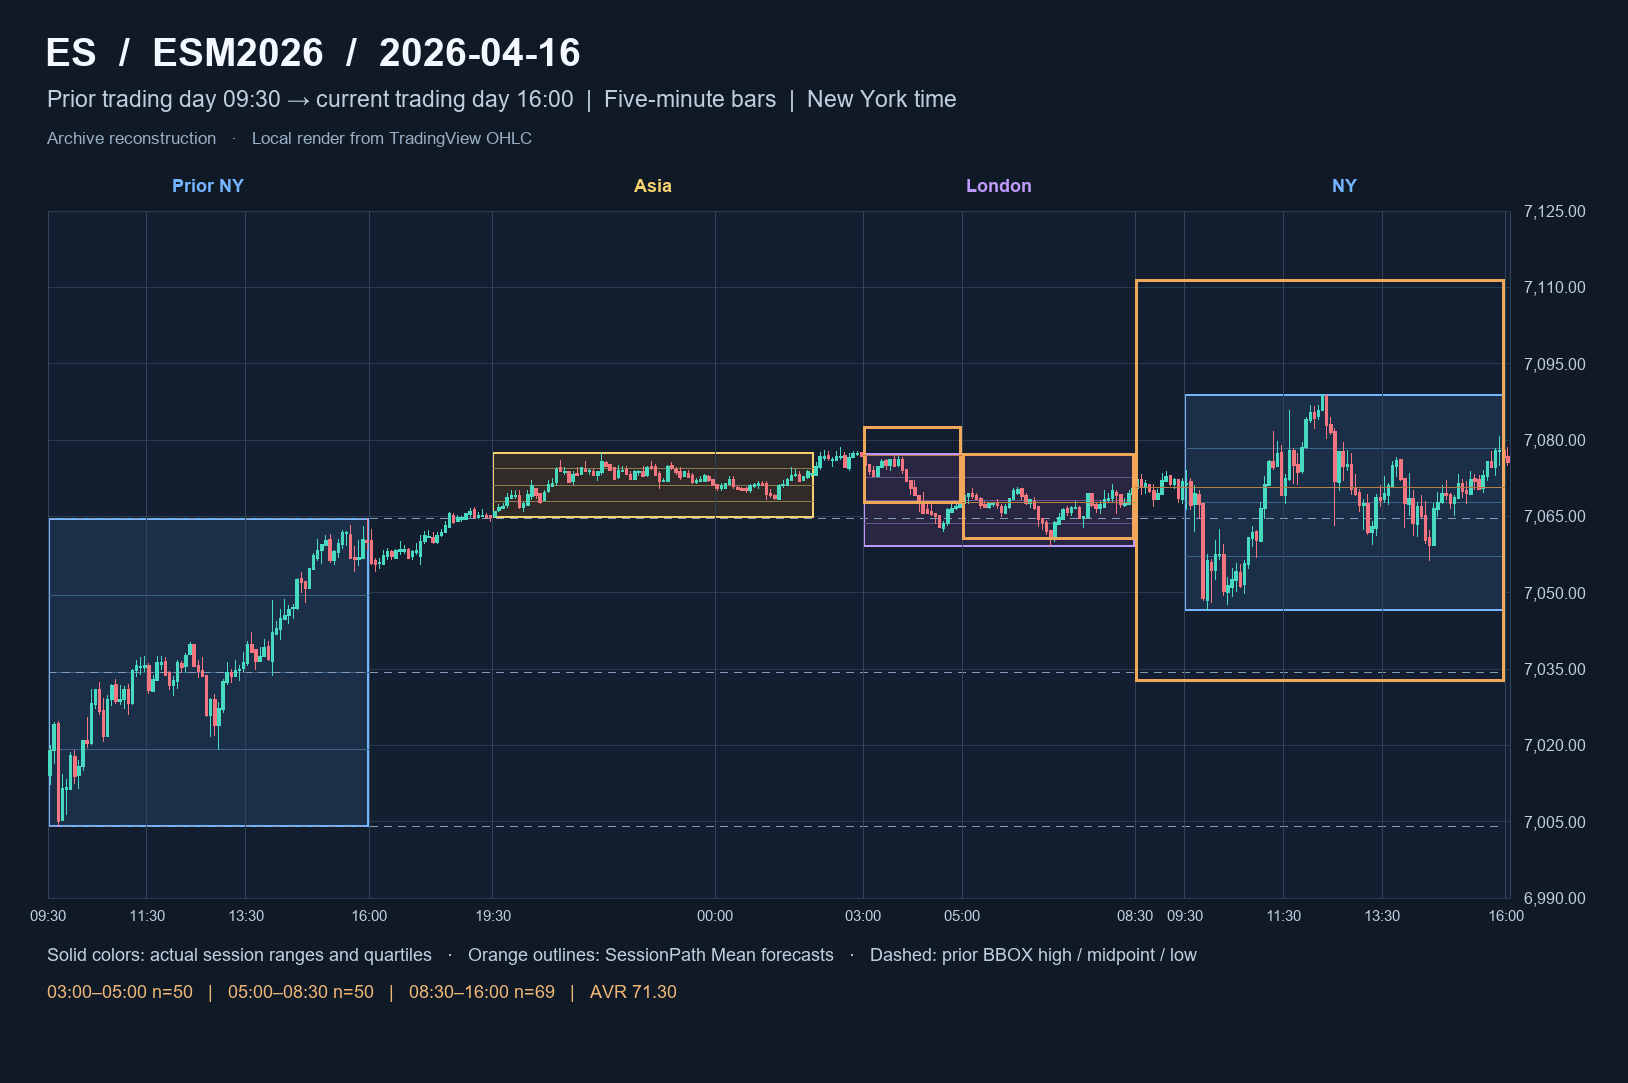 ES / ESM2026 / 2026-04-16
Prior trading day 09:30 → current trading day 16:00 | Five-minute bars | New York time
Archive reconstruction · Local render from TradingView OHLC
Prior NY Asia London NY
7,125.00
7,110.00
7,095.00
7,080.00
7,065.00
7,050.00
7,035.00
7,020.00
7,005.00
6,990.00
09:30 11:30 13:30 16:00 19:30 00:00 03:00 05:00 08:30 09:30 11:30 13:30 16:00
Solid colors: actual session ranges and quartiles · Orange outlines: SessionPath Mean forecasts · Dashed: prior BBOX high / midpoint / low
03:00–05:00 n=50 | 05:00–08:30 n=50 | 08:30–16:00 n=69 | AVR 71.30